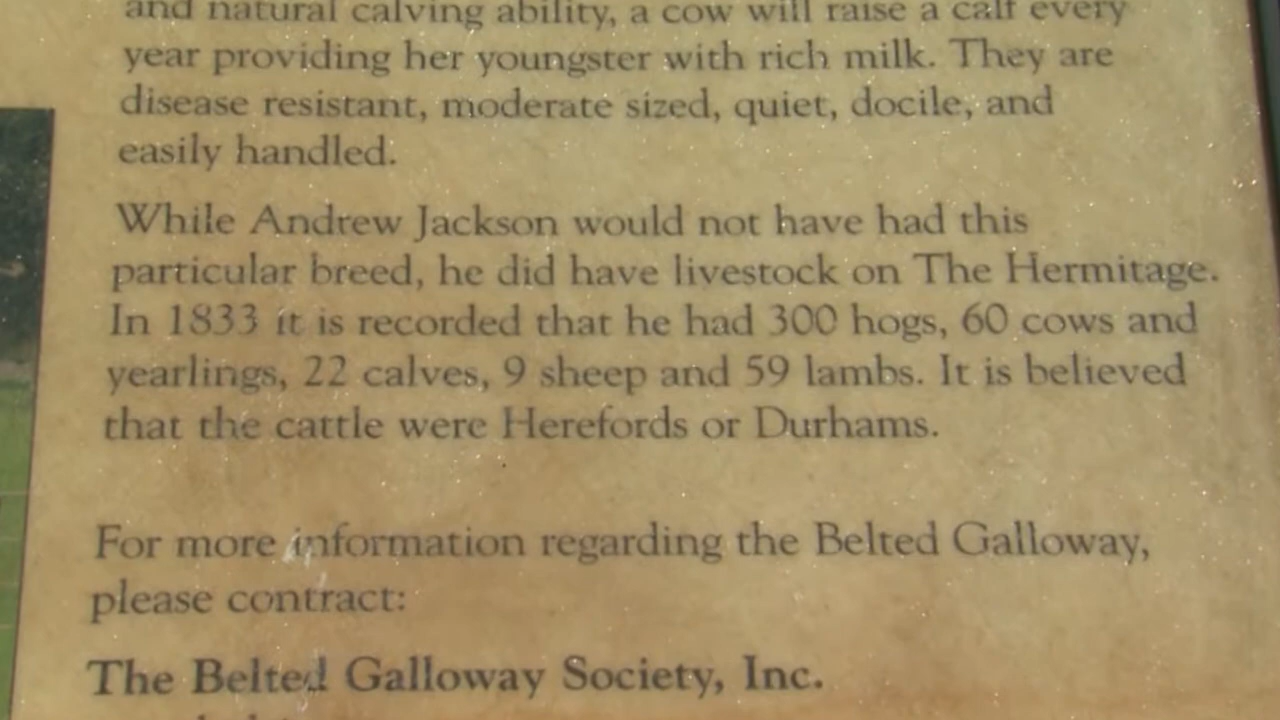 and natural calving ability, a cow will raise a calf every
year providing her youngster with rich milk. They are
disease resistant, moderate sized, quiet, docile, and
easily handled.
While Andrew Jackson would not have had this
particular breed, he did have livestock on The Hermitage.
In 1833 it is recorded that he had 300 hogs, 60 cows and
yearlings, 22 calves, 9 sheep and 59 lambs. It is believed
that the cattle were Herefords or Durhams.
For more information regarding the Belted Galloway,
please contract:
The Belted Galloway Society, Inc.